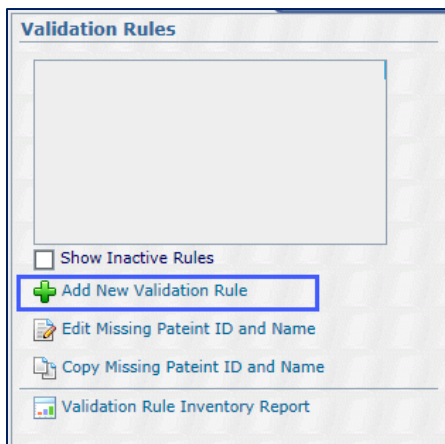 Validation Rules
Show Inactive Rules
Add New Validation Rule
Edit Missing Pateint ID and Name
Copy Missing Pateint ID and Name
Validation Rule Inventory Report